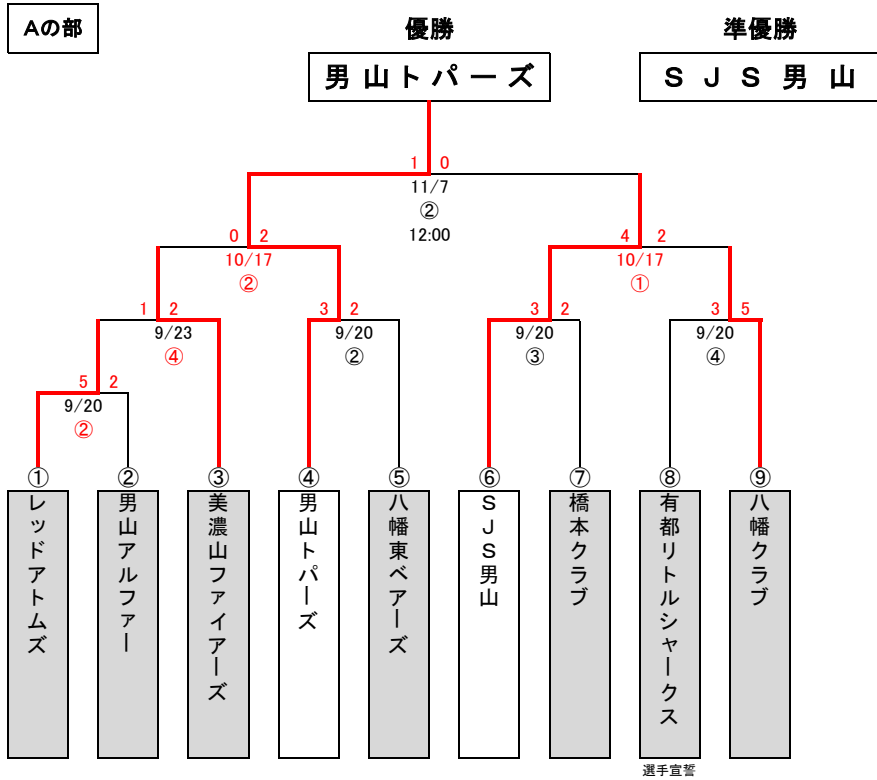 Aの部
優勝
準優勝
男山トパーズ
ＳＪＳ男山
1 0
11/7
②
12:00
0 2
10/17
②
4 2
10/17
①
1 2
9/23
④
3 2
9/20
②
3 2
9/20
③
3 5
9/20
④
5 2
9/20
②
①
②
③
④
⑤
⑥
⑦
⑧
⑨
レッドアトムズ
男山アルファー
美濃山ファイアーズ
男山トパーズ
八幡東ベアーズ
ＳＪＳ男山
橋本クラブ
有都リトルシャークス
八幡クラブ
選手宣誓